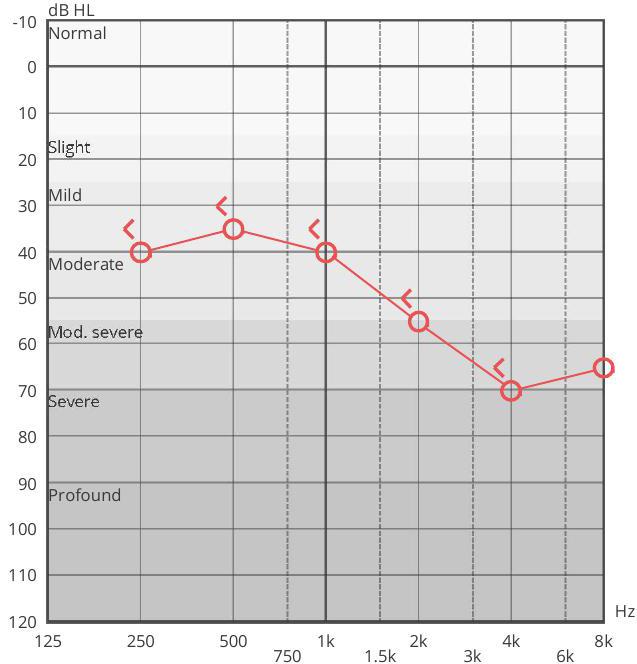 dB HL
-10
Normal
0
10
Slight
20
Mild
30
40
Moderate
50
Mod. severe
60
70
Severe
80
90
Profound
100
110
120
Hz
125 250 500 1k 2k 4k 8k
750 1.5k 3k 6k